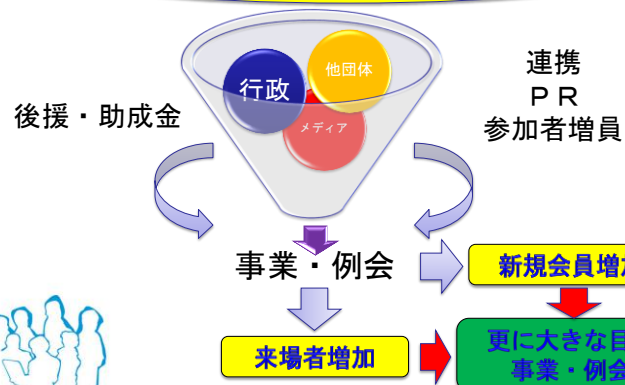 行政
他団体
メディア
後援・助成金
連携
ＰＲ
参加者増員
事業・例会
新規会員増
来場者増加
更に大きな
事業・例会